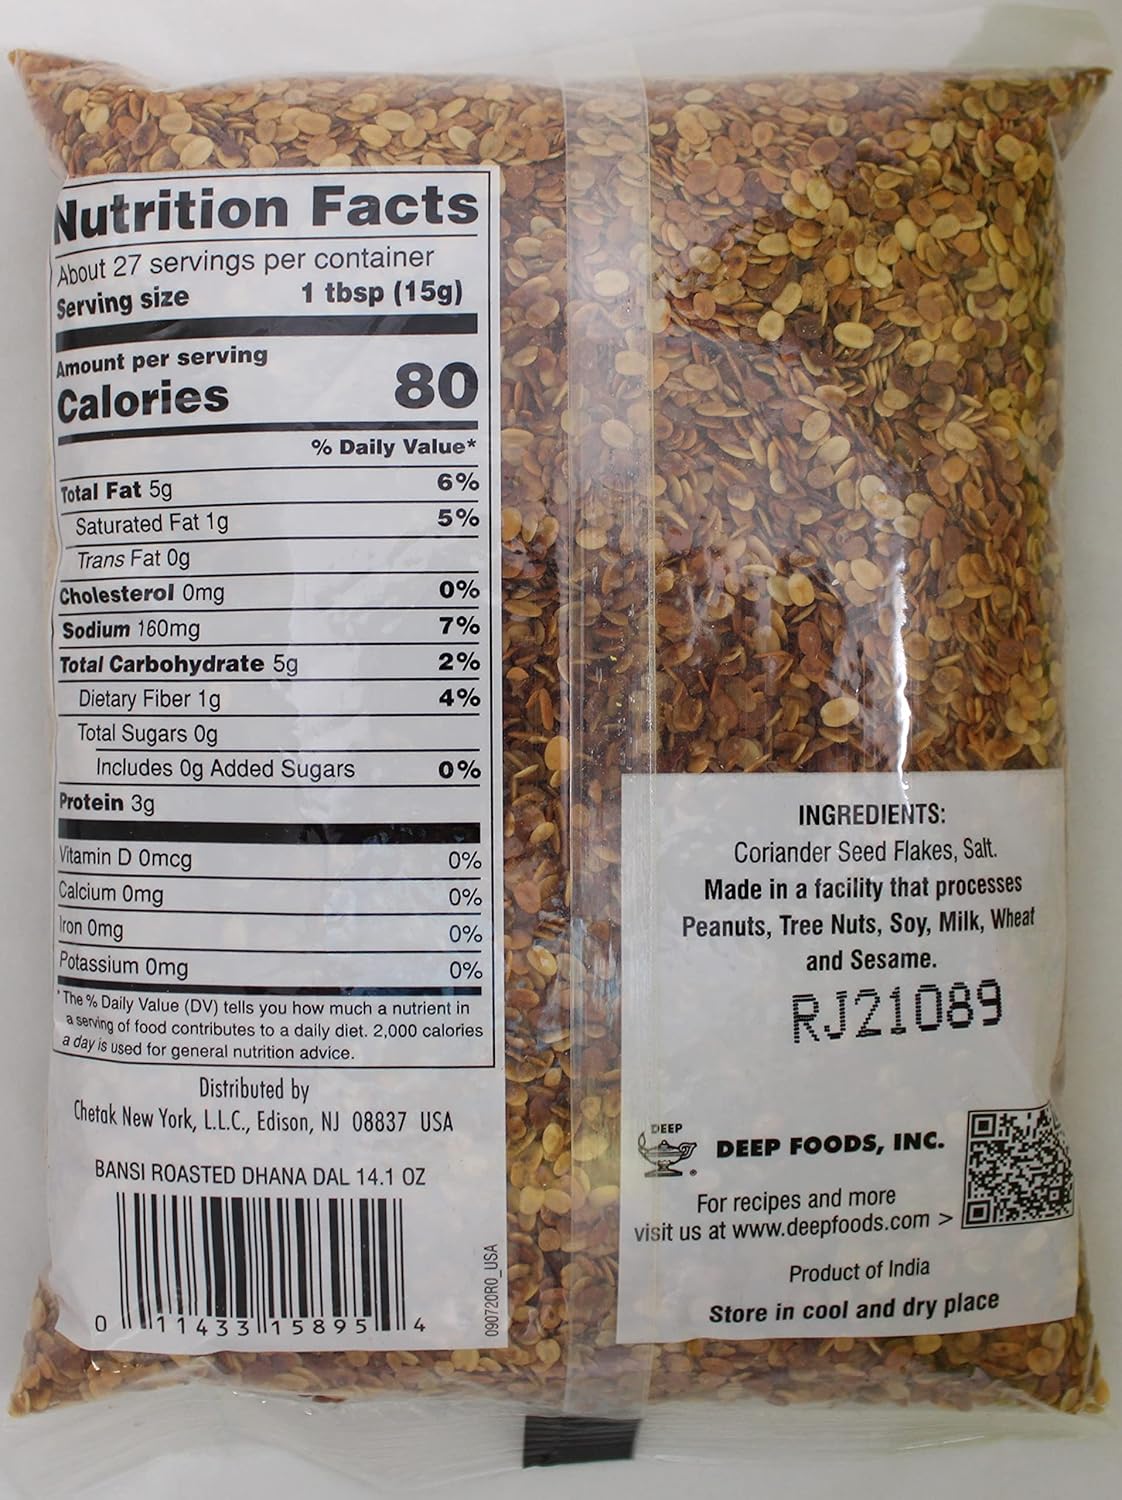 Nutrition Facts
About 27 servings per container
Serving size 1 tbsp (15g)
Amount per serving
Calories 80
% Daily Value*
Total Fat 5g 6%
Saturated Fat 1g 5%
Trans Fat 0g
Cholesterol 0mg 0%
Sodium 160mg 7%
Total Carbohydrate 5g 2%
Dietary Fiber 1g 4%
Total Sugars 0g
Includes 0g Added Sugars 0%
Protein 3g
Vitamin D 0mcg 0%
Calcium 0mg 0%
Iron 0mg 0%
Potassium 0mg 0%
* The % Daily Value (DV) tells you how much a nutrient in
a serving of food contributes to a daily diet. 2,000 calories
a day is used for general nutrition advice.
Distributed by
Chetak New York, L.L.C., Edison, NJ 08837 USA
BANSI ROASTED DHANA DAL 14.1 OZ
0 11433 15895 4
090720R0_USA
INGREDIENTS:
Coriander Seed Flakes, Salt.
Made in a facility that processes
Peanuts, Tree Nuts, Soy, Milk, Wheat
and Sesame.
RJ21089
DEEP
®
DEEP FOODS, INC.
For recipes and more
visit us at www.deepfoods.com >
Product of India
Store in cool and dry place